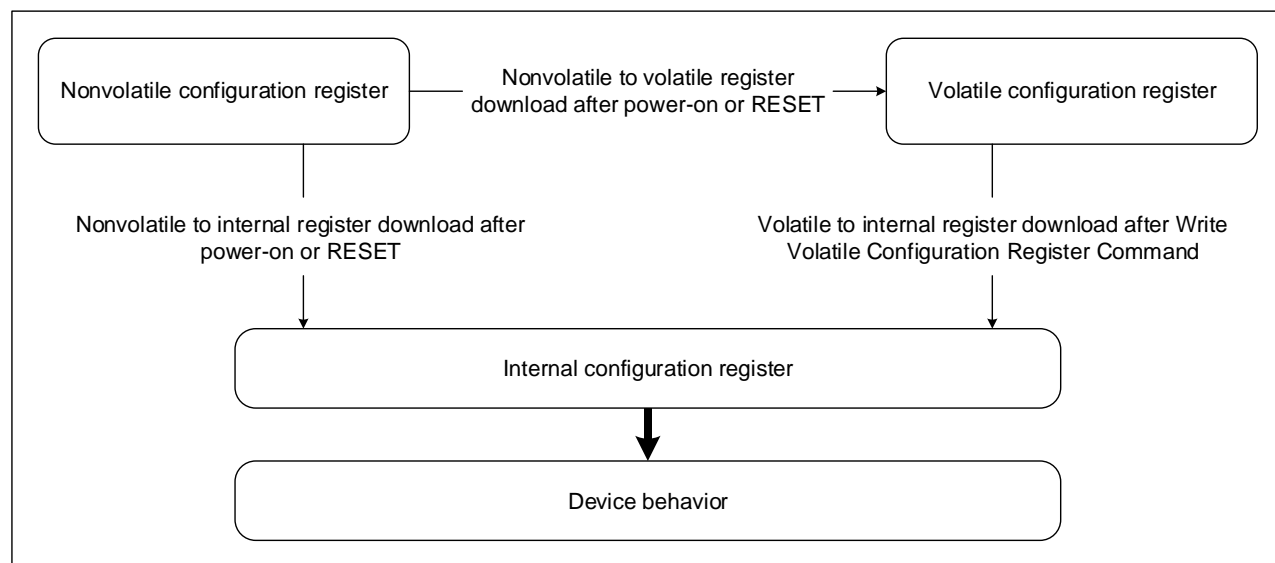 Nonvolatile configuration register
Nonvolatile to volatile register
download after power-on or RESET
Volatile configuration register
Nonvolatile to internal register download after
power-on or RESET
Volatile to internal register download after Write
Volatile Configuration Register Command
Internal configuration register
Device behavior